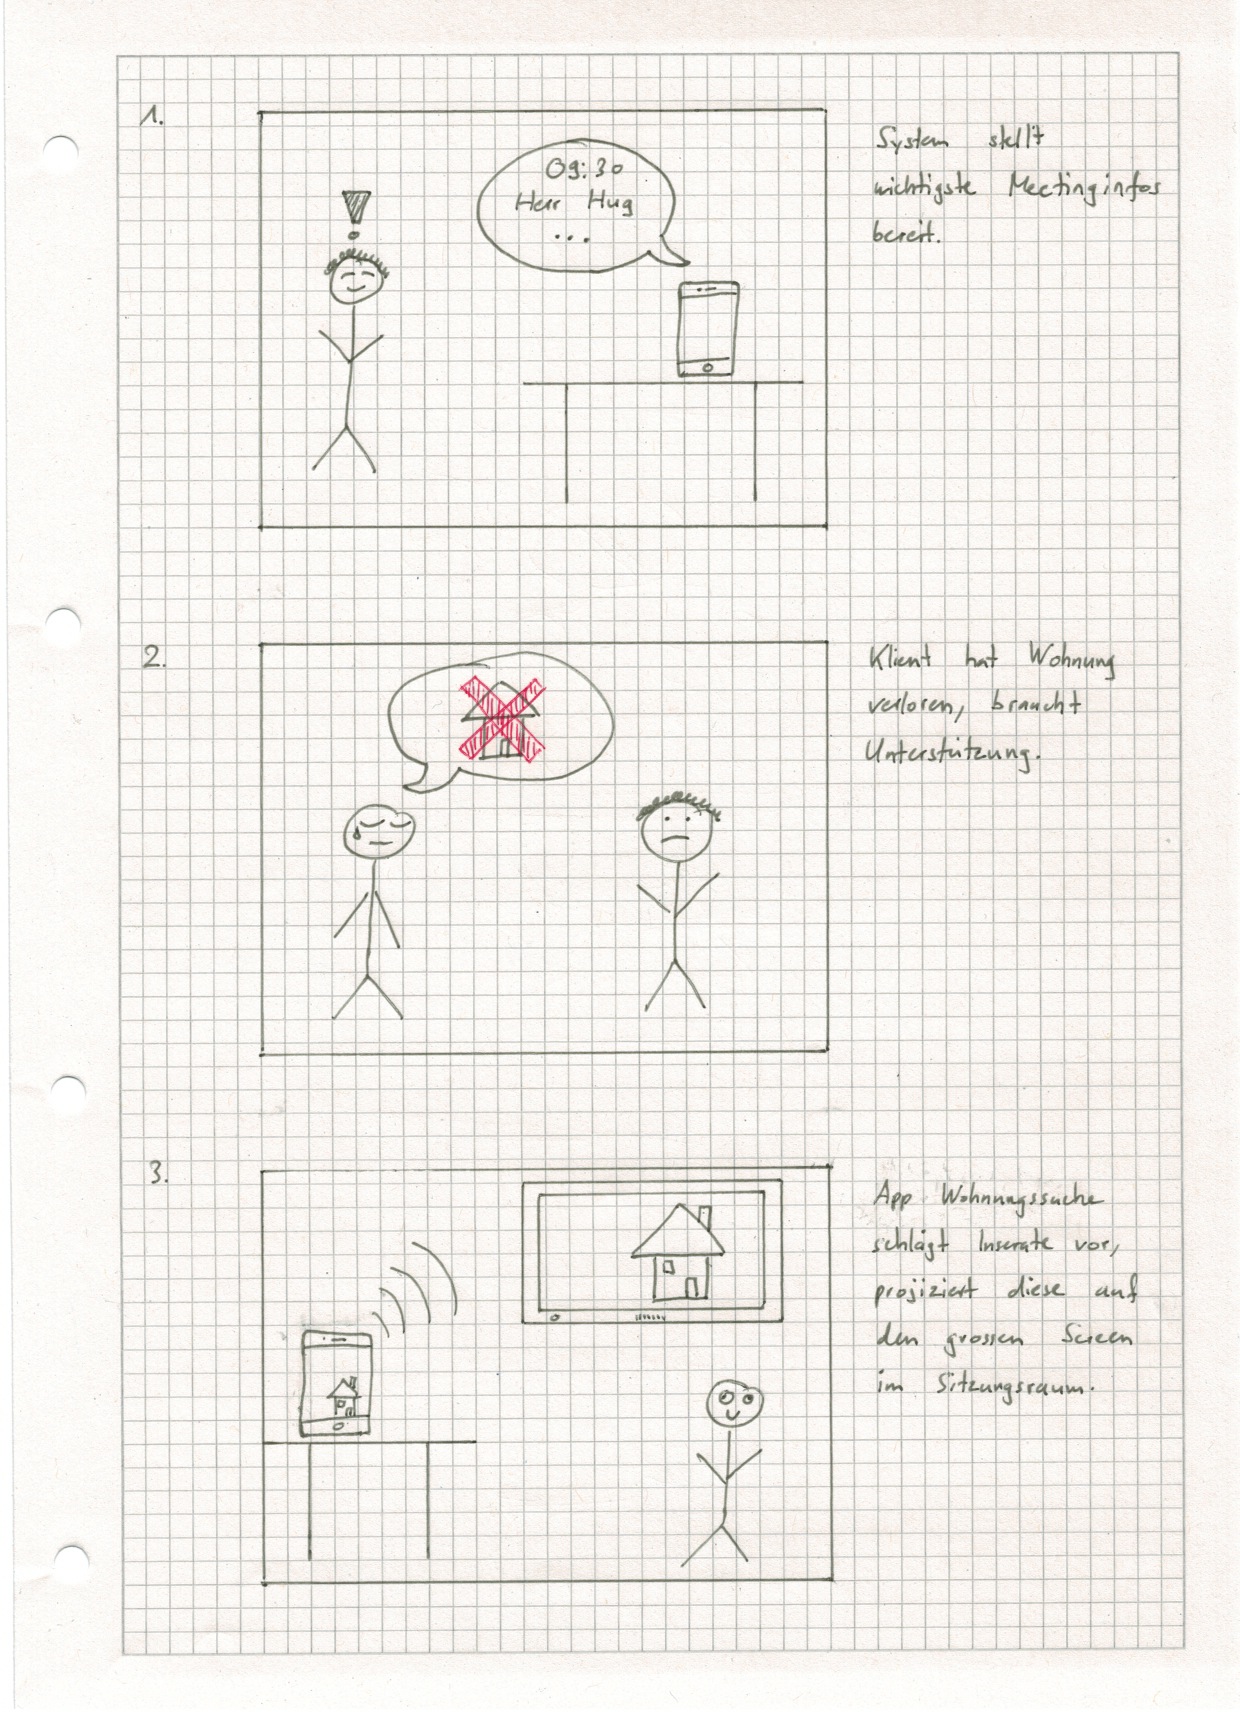 1.
09:30
Herr Hug
...
System stellt
wichtigste Meetinginfos
bereit.
2.
Klient hat Wohnung
verloren, braucht
Unterstützung.
3.
App Wohnungssuche
schlägt Inserate vor,
projiziert diese auf
den grossen Screen
im Sitzungsraum.